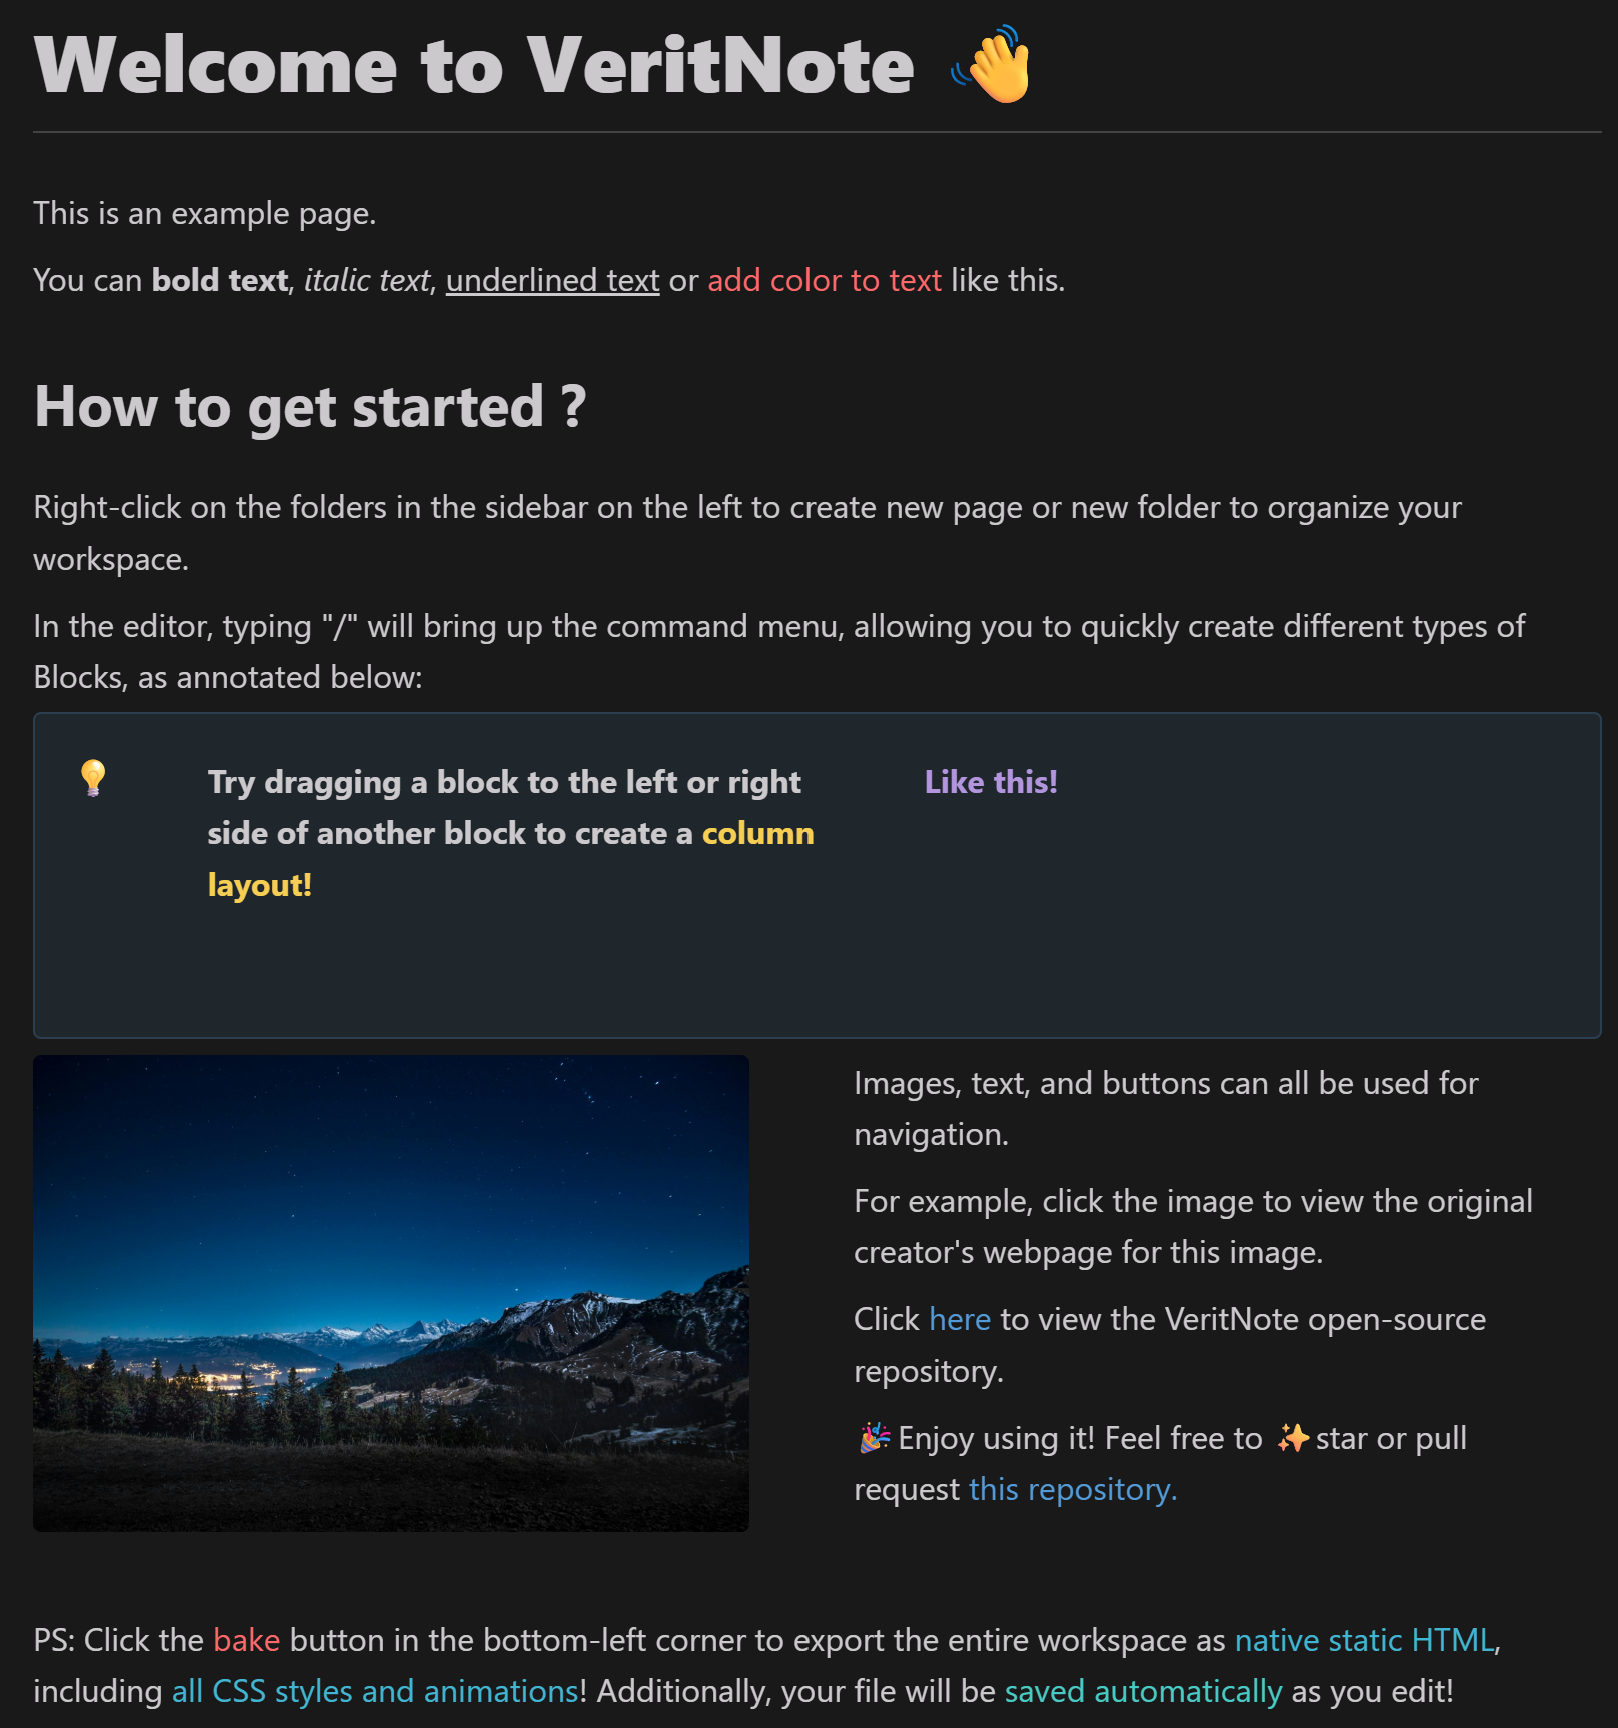 Welcome to VeritNote 👋
This is an example page.
You can bold text, italic text, underlined text or add color to text like this.
How to get started ?
Right-click on the folders in the sidebar on the left to create new page or new folder to organize your
workspace.
In the editor, typing "/" will bring up the command menu, allowing you to quickly create different types of
Blocks, as annotated below:
💡
Try dragging a block to the left or right
side of another block to create a column
layout!
Like this!
Images, text, and buttons can all be used for
navigation.
For example, click the image to view the original
creator's webpage for this image.
Click here to view the VeritNote open-source
repository.
🎉Enjoy using it! Feel free to ✨star or pull
request this repository.
PS: Click the bake button in the bottom-left corner to export the entire workspace as native static HTML,
including all CSS styles and animations! Additionally, your file will be saved automatically as you edit!